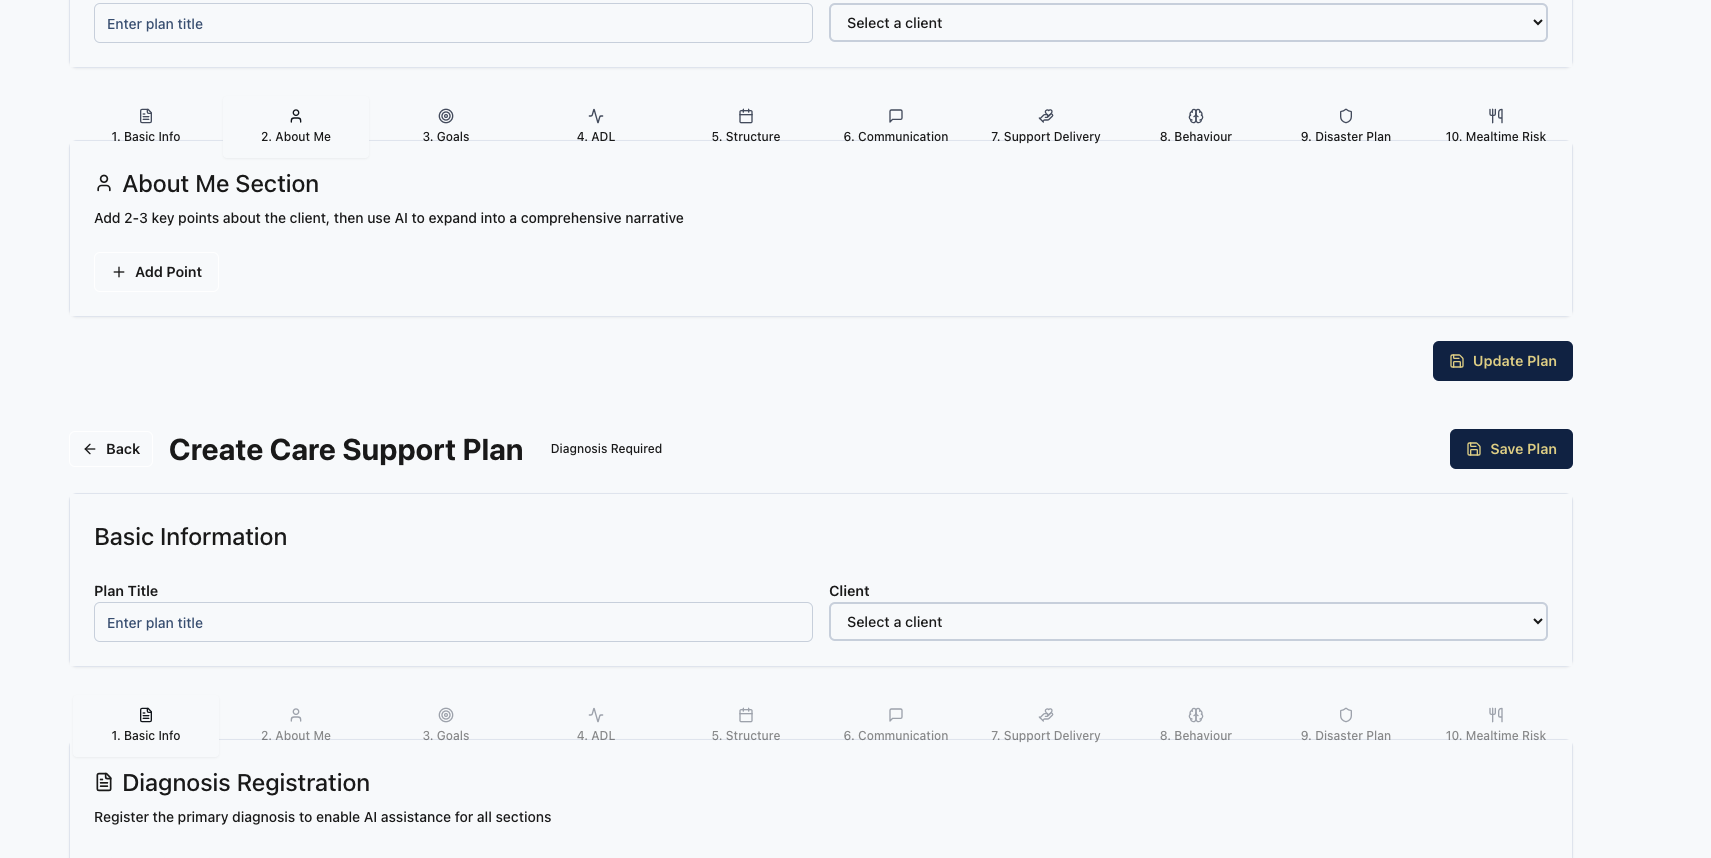 Enter plan title
Select a client
1. Basic Info
2. About Me
3. Goals
4. ADL
5. Structure
6. Communication
7. Support Delivery
8. Behaviour
9. Disaster Plan
10. Mealtime Risk
About Me Section
Add 2-3 key points about the client, then use AI to expand into a comprehensive narrative
Add Point
Update Plan
Back
Create Care Support Plan
Diagnosis Required
Save Plan
Basic Information
Plan Title
Client
Enter plan title
Select a client
1. Basic Info
2. About Me
3. Goals
4. ADL
5. Structure
6. Communication
7. Support Delivery
8. Behaviour
9. Disaster Plan
10. Mealtime Risk
Diagnosis Registration
Register the primary diagnosis to enable AI assistance for all sections